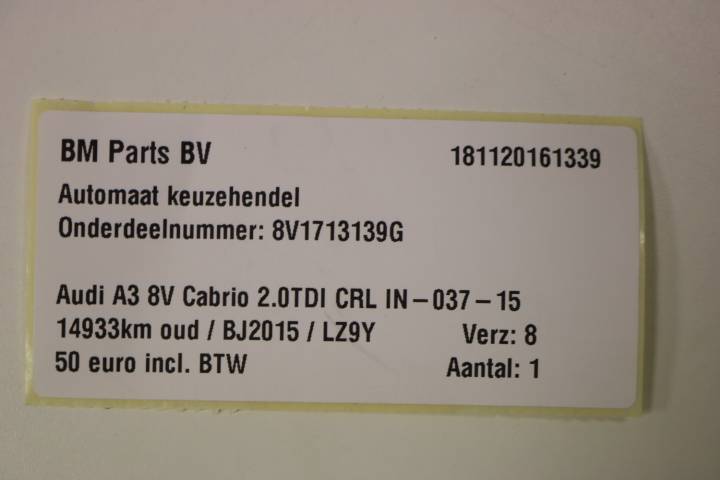 BM Parts BV 181120161339
Automaat keuzehendel
Onderdeelnummer: 8V1713139G
Audi A3 8V Cabrio 2.0TDI CRL IN-037-15
14933km oud / BJ2015 / LZ9Y Verz: 8
50 euro incl. BTW Aantal: 1